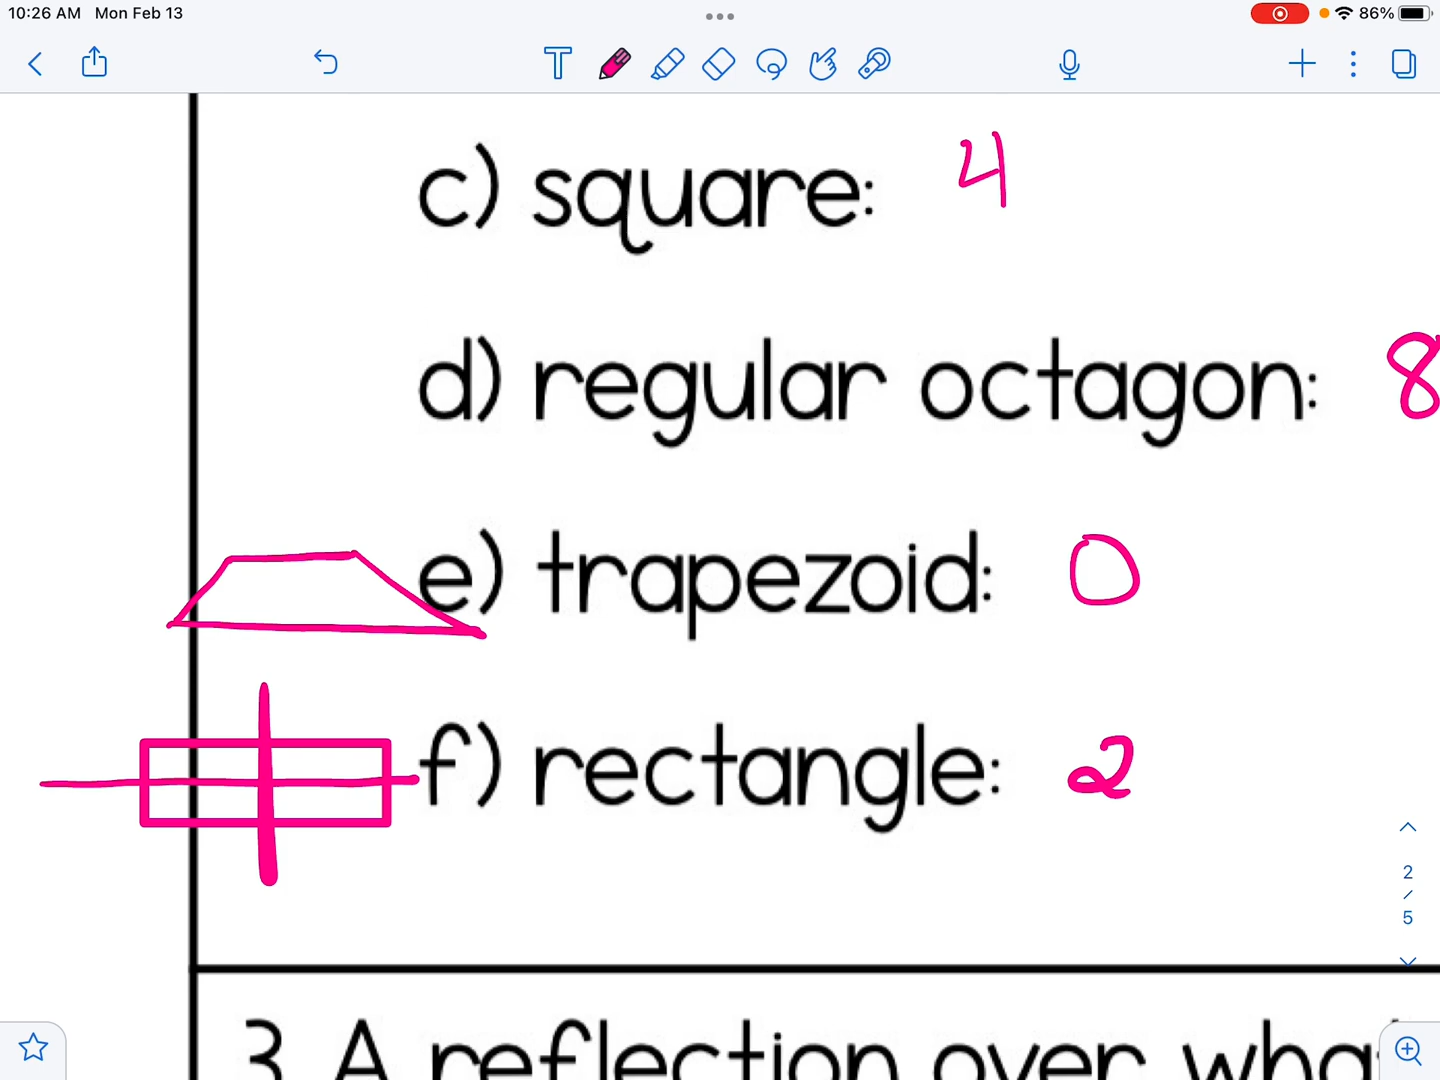 10:26 AM Mon Feb 13
86%
T
c) square: 4
d) regular octagon: 8
e) trapezoid: 0
f) rectangle: 2
2
/
5
3. A reflection over